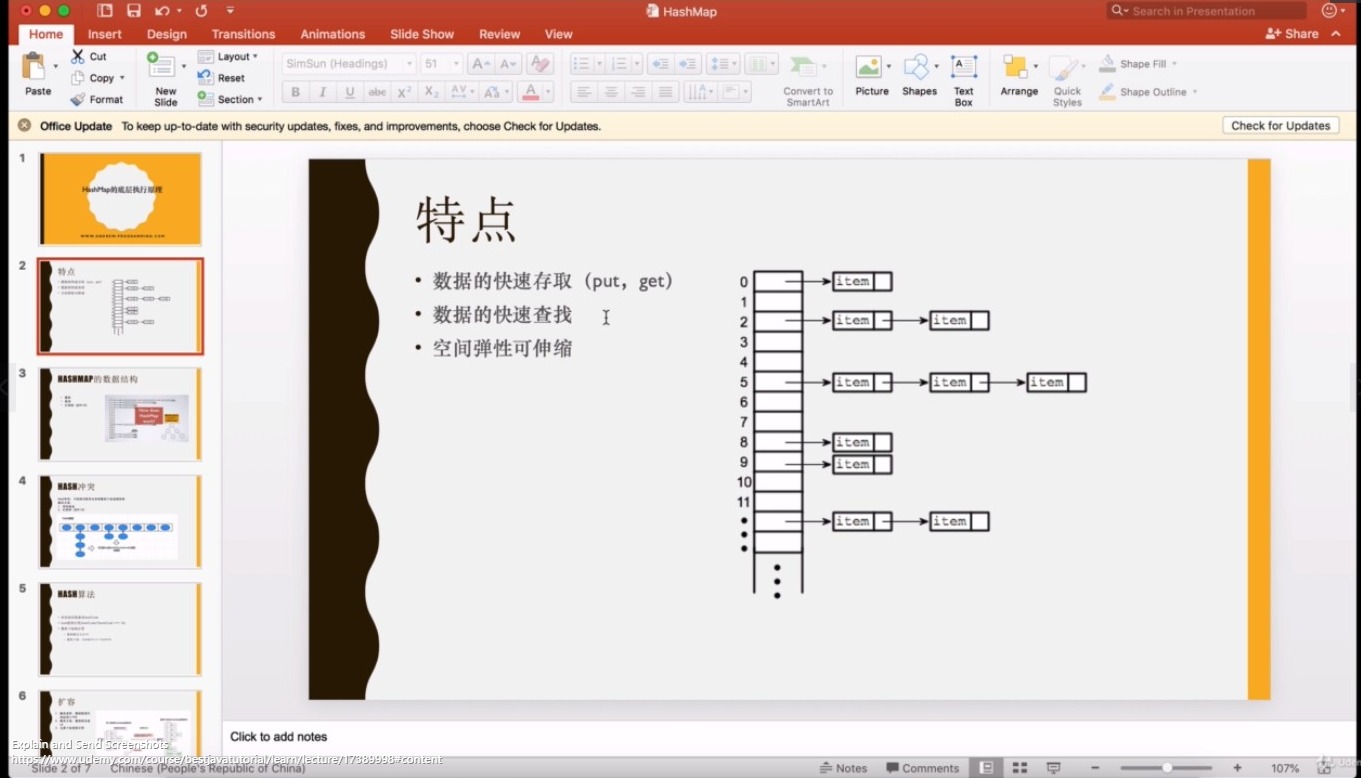 HashMap
Search in Presentation
Home Insert Design Transitions Animations Slide Show Review View
Share
Paste
Cut
Copy
Format
New Slide
Layout
Reset
Section
SimSun (Headings) 51
B I U abc X² X₂
Convert to SmartArt
Picture
Shapes
Text Box
Arrange
Quick Styles
Shape Fill
Shape Outline
Office Update To keep up-to-date with security updates, fixes, and improvements, choose Check for Updates.
Check for Updates
1
HashMap的底层执行原理
2
特点
3
HASHMAP的数据结构
4
HASH冲突
5
HASH算法
6
扩容
特点
• 数据的快速存取（put，get）
• 数据的快速查找
• 空间弹性可伸缩
0 item
1
2 item item
3
4
5 item item item
6
7
8 item
9 item
10
11
item item
Click to add notes
Explain and Send Screenshots
https://www.udemy.com/course/bestjavatutorial/learn/lecture/17389998#content
Slide 2 of 7 Chinese (People's Republic of China)
Notes Comments 107%